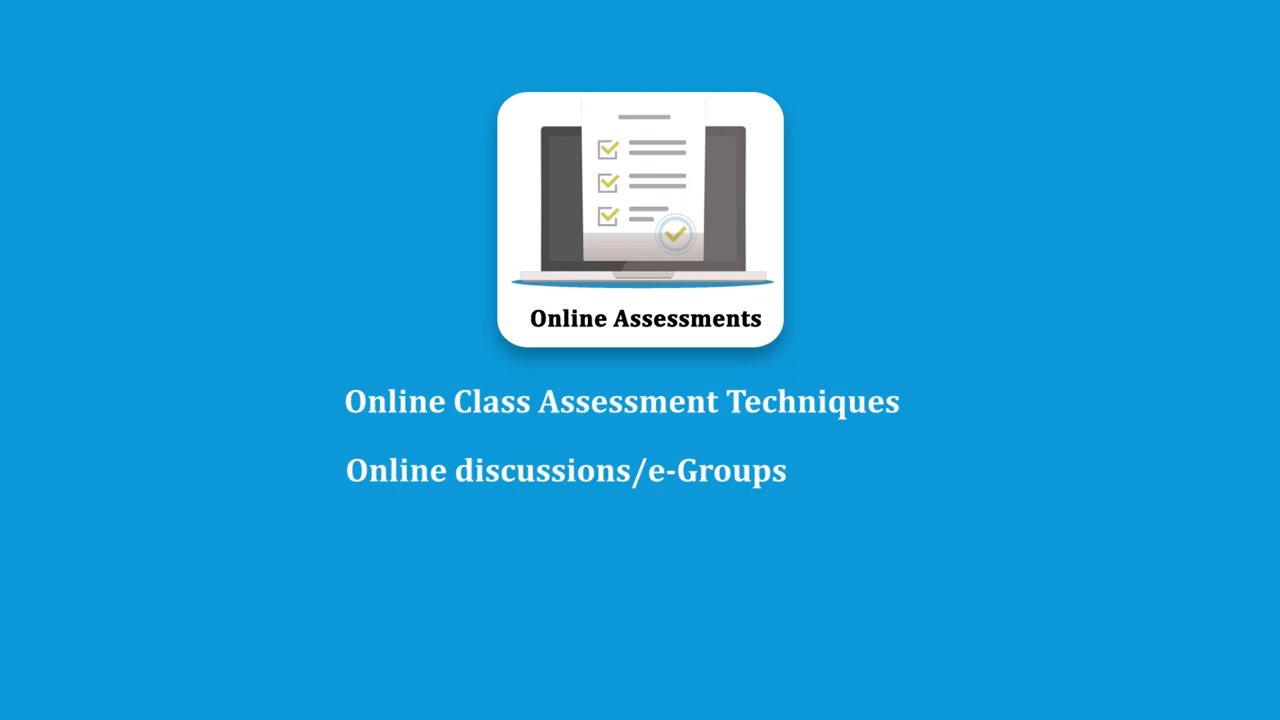 Online Assessments
Online Class Assessment Techniques
Online discussions/e-Groups